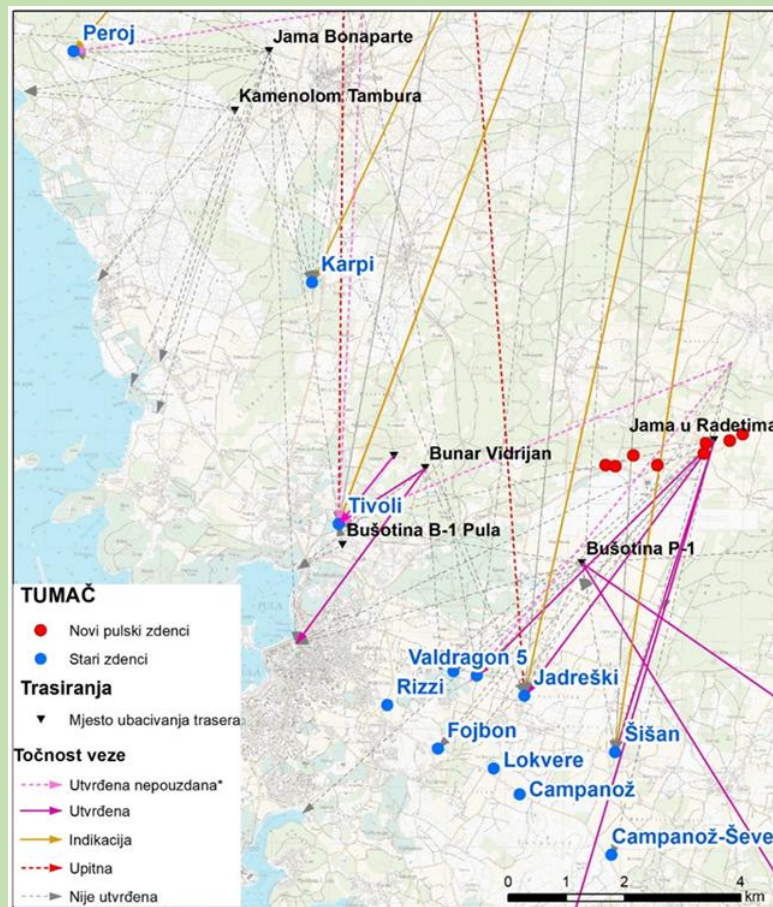 Peroj
Jama Bonaparte
Kamenolom Tambura
Karpi
Jama u Radetima
Bunar Vidrijan
Tivoli
Bušotina B-1 Pula
Bušotina P-1
TUMAČ
Novi pulski zdenci
Stari zdenci
Trasiranja
Mjesto ubacivanja trasera
Točnost veze
Utvrđena nepouzdana*
Utvrđena
Indikacija
Upitna
Nije utvrđena
Valdragon 5
Rizzi
Jadreški
Fojbon
Šišan
Lokvere
Campanož
Campanož-Ševe
0 1 2 4
km